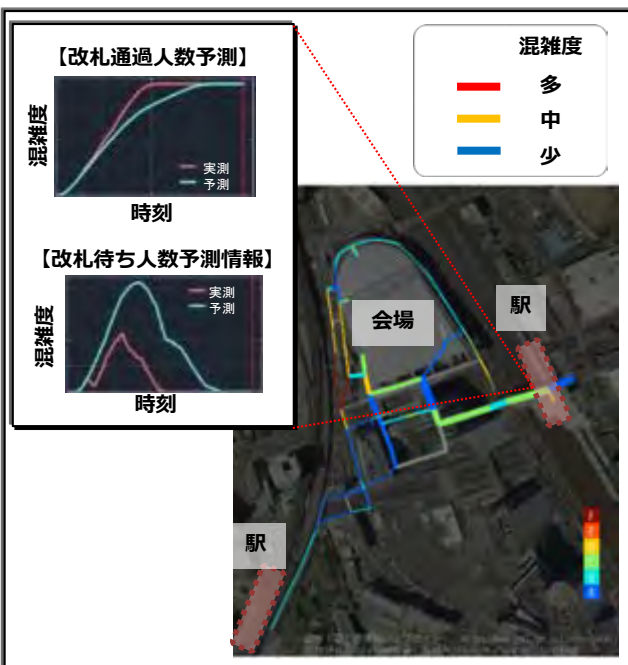 【改札通過人数予測】
混雑度
実測
予測
時刻
【改札待ち人数予測情報】
混雑度
実測
予測
時刻
混雑度
多
中
少
会場
駅
駅